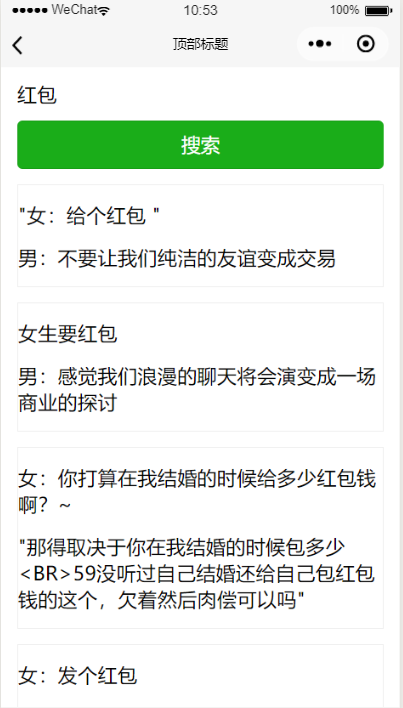 ●●●●● WeChat 10:53 100%
顶部标题
红包
搜索
"女：给个红包 "
男：不要让我们纯洁的友谊变成交易
女生要红包
男：感觉我们浪漫的聊天将会演变成一场
商业的探讨
女：你打算在我结婚的时候给多少红包钱
啊？~
"那得取决于你在我结婚的时候包多少
<BR>59没听过自己结婚还给自己包红包
钱的这个，欠着然后肉偿可以吗"
女：发个红包